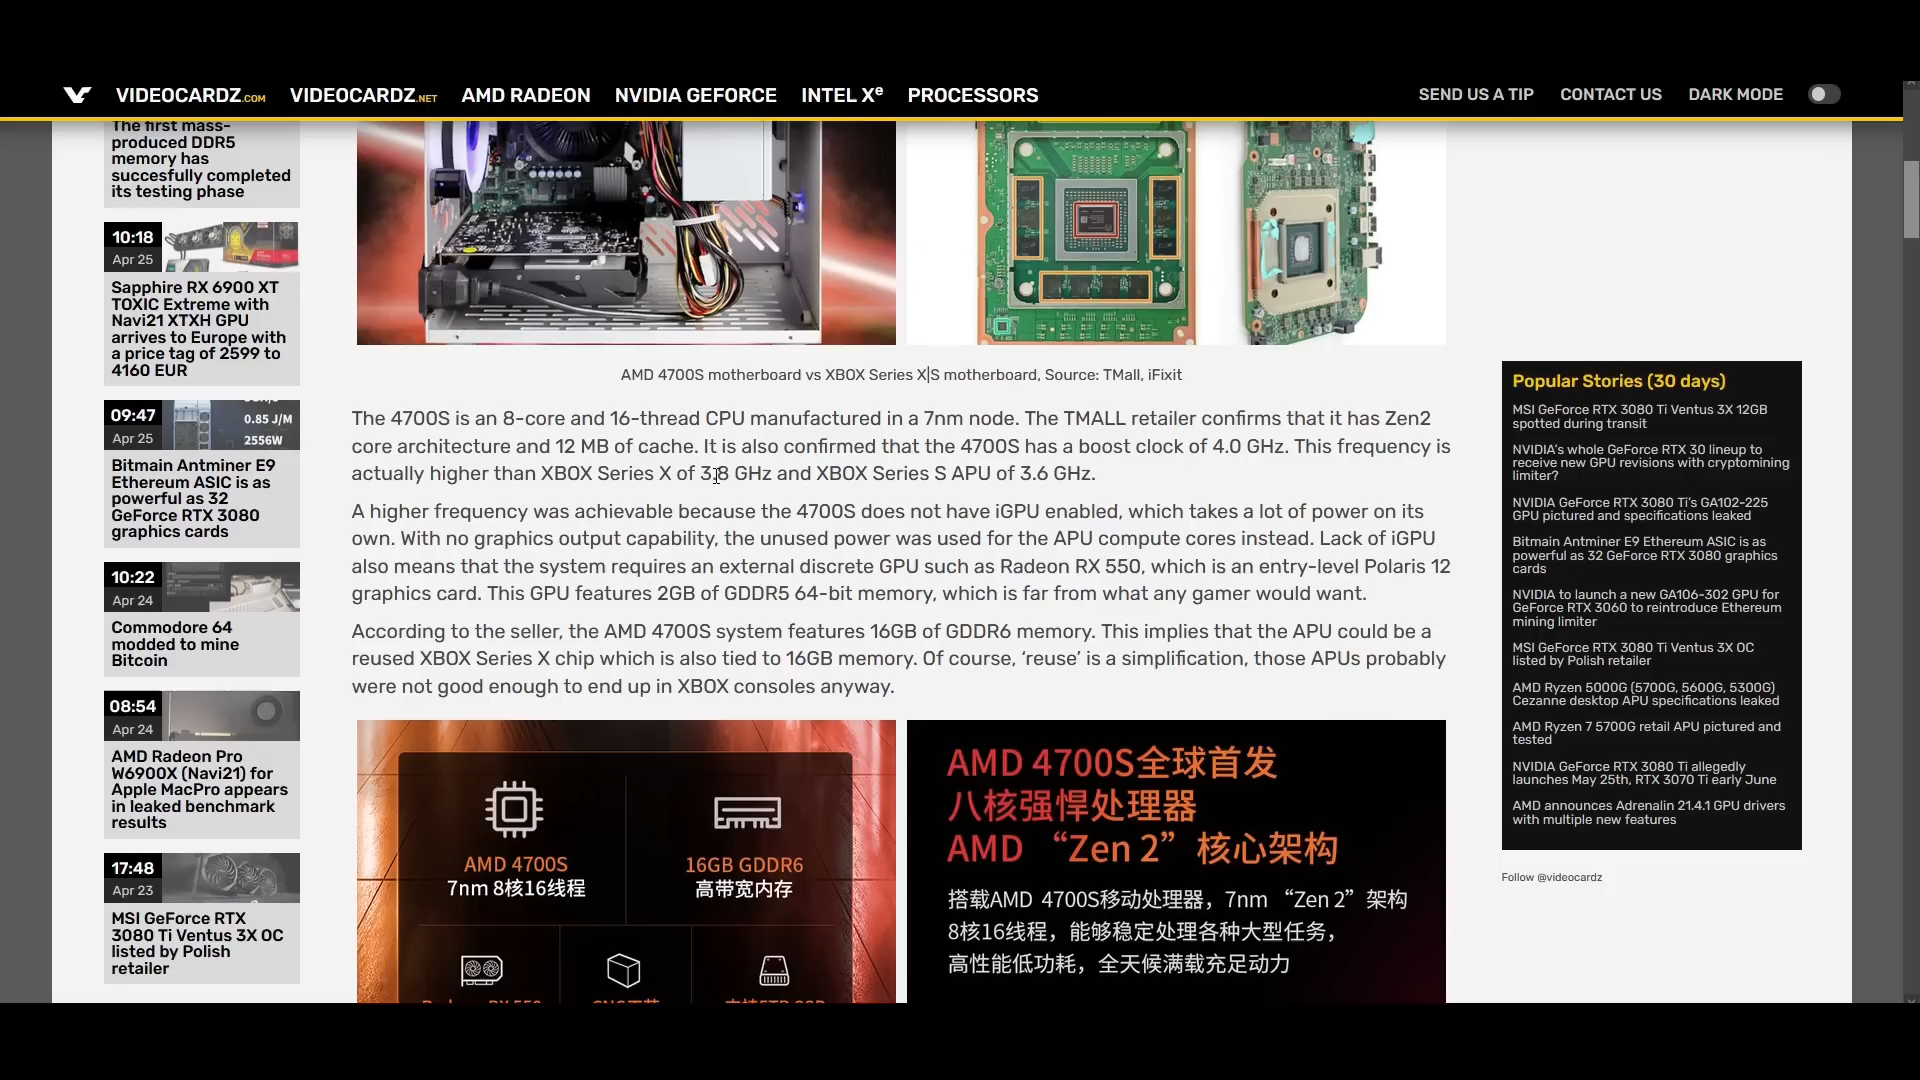 VIDEOCARDZ.COM VIDEOCARDZ.NET AMD RADEON NVIDIA GEFORCE INTEL Xe PROCESSORS SEND US A TIP CONTACT US DARK MODE
The first mass-
produced DDR5
memory has
succesfully completed
its testing phase
10:18
Apr 25
Sapphire RX 6900 XT
TOXIC Extreme with
Navi21 XTXH GPU
arrives to Europe with
a price tag of 2599 to
4160 EUR
09:47
Apr 25
0.85 J/M
2556W
Bitmain Antminer E9
Ethereum ASIC is as
powerful as 32
GeForce RTX 3080
graphics cards
10:22
Apr 24
Commodore 64
modded to mine
Bitcoin
08:54
Apr 24
AMD Radeon Pro
W6900X (Navi21) for
Apple MacPro appears
in leaked benchmark
results
17:48
Apr 23
MSI GeForce RTX
3080 Ti Ventus 3X OC
listed by Polish
retailer
AMD 4700S motherboard vs XBOX Series X|S motherboard, Source: TMall, iFixit
The 4700S is an 8-core and 16-thread CPU manufactured in a 7nm node. The TMALL retailer confirms that it has Zen2
core architecture and 12 MB of cache. It is also confirmed that the 4700S has a boost clock of 4.0 GHz. This frequency is
actually higher than XBOX Series X of 3.8 GHz and XBOX Series S APU of 3.6 GHz.
A higher frequency was achievable because the 4700S does not have iGPU enabled, which takes a lot of power on its
own. With no graphics output capability, the unused power was used for the APU compute cores instead. Lack of iGPU
also means that the system requires an external discrete GPU such as Radeon RX 550, which is an entry-level Polaris 12
graphics card. This GPU features 2GB of GDDR5 64-bit memory, which is far from what any gamer would want.
According to the seller, the AMD 4700S system features 16GB of GDDR6 memory. This implies that the APU could be a
reused XBOX Series X chip which is also tied to 16GB memory. Of course, ‘reuse’ is a simplification, those APUs probably
were not good enough to end up in XBOX consoles anyway.
AMD 4700S
7nm 8核16线程
16GB GDDR6
高带宽内存
AMD 4700S全球首发
八核强悍处理器
AMD “Zen 2”核心架构
搭载AMD 4700S移动处理器，7nm “Zen 2”架构
8核16线程，能够稳定处理各种大型任务，
高性能低功耗，全天候满载充足动力
Popular Stories (30 days)
MSI GeForce RTX 3080 Ti Ventus 3X 12GB
spotted during transit
NVIDIA’s whole GeForce RTX 30 lineup to
receive new GPU revisions with cryptomining
limiter?
NVIDIA GeForce RTX 3080 Ti’s GA102-225
GPU pictured and specifications leaked
Bitmain Antminer E9 Ethereum ASIC is as
powerful as 32 GeForce RTX 3080 graphics
cards
NVIDIA to launch a new GA106-302 GPU for
GeForce RTX 3060 to reintroduce Ethereum
mining limiter
MSI GeForce RTX 3080 Ti Ventus 3X OC
listed by Polish retailer
AMD Ryzen 5000G (5700G, 5600G, 5300G)
Cezanne desktop APU specifications leaked
AMD Ryzen 7 5700G retail APU pictured and
tested
NVIDIA GeForce RTX 3080 Ti allegedly
launches May 25th, RTX 3070 Ti early June
AMD announces Adrenalin 21.4.1 GPU drivers
with multiple new features
Follow @videocardz